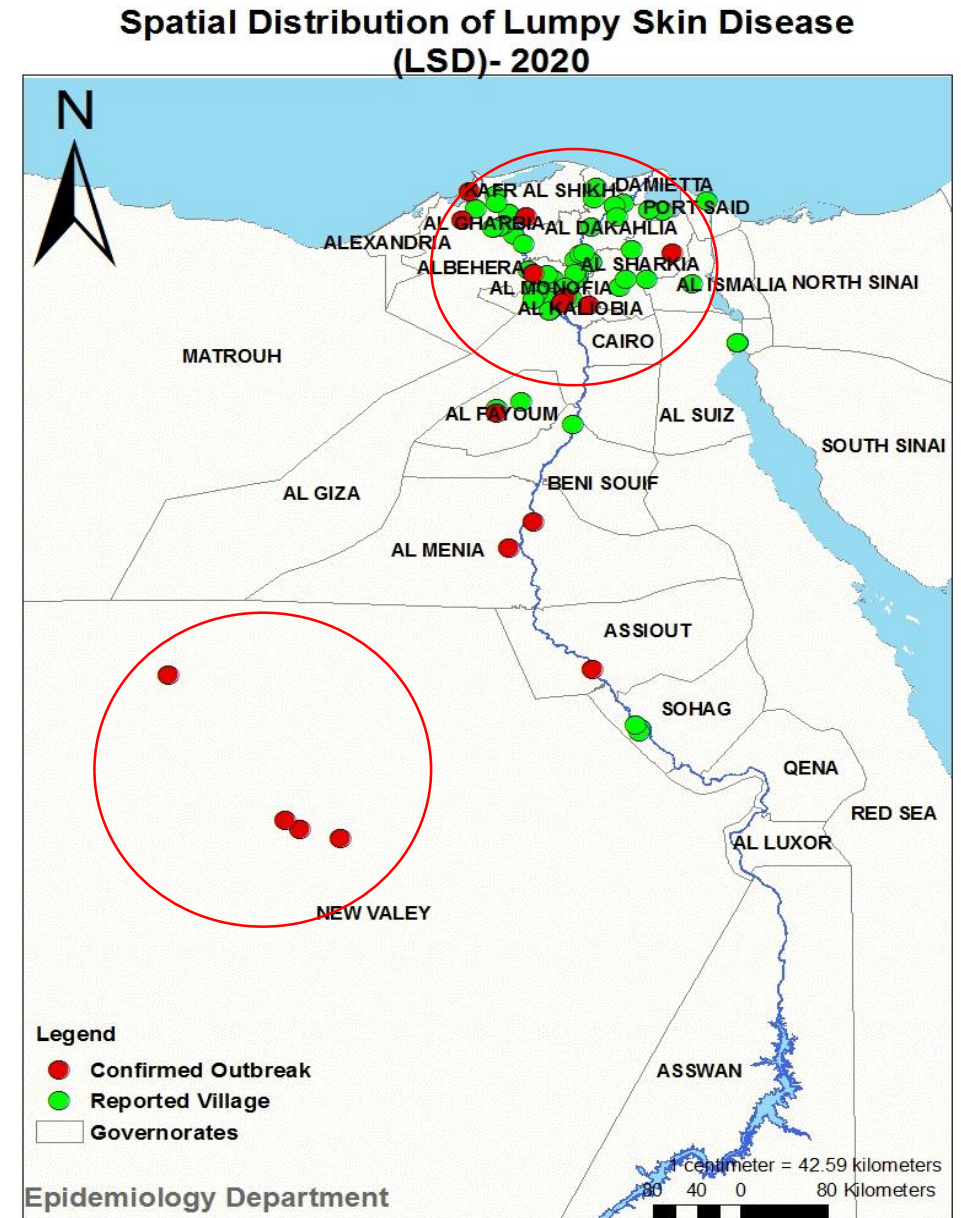 Spatial Distribution of Lumpy Skin Disease
(LSD)- 2020
N
KAFR AL SHIKH
DAMIETTA
PORT SAID
AL GHARBIA
AL DAKAHLIA
ALEXANDRIA
ALBEHERA
AL SHARKIA
AL MONOFIA
AL ISMALIA
NORTH SINAI
AL KALIOBIA
CAIRO
MATROUH
AL FAYOUM
AL SUIZ
SOUTH SINAI
BENI SOUIF
AL GIZA
AL MENIA
ASSIOUT
SOHAG
QENA
RED SEA
AL LUXOR
NEW VALEY
Legend
Confirmed Outbreak
Reported Village
Governorates
ASSWAN
1 centimeter = 42.59 kilometers
80 40 0 80 Kilometers
Epidemiology Department